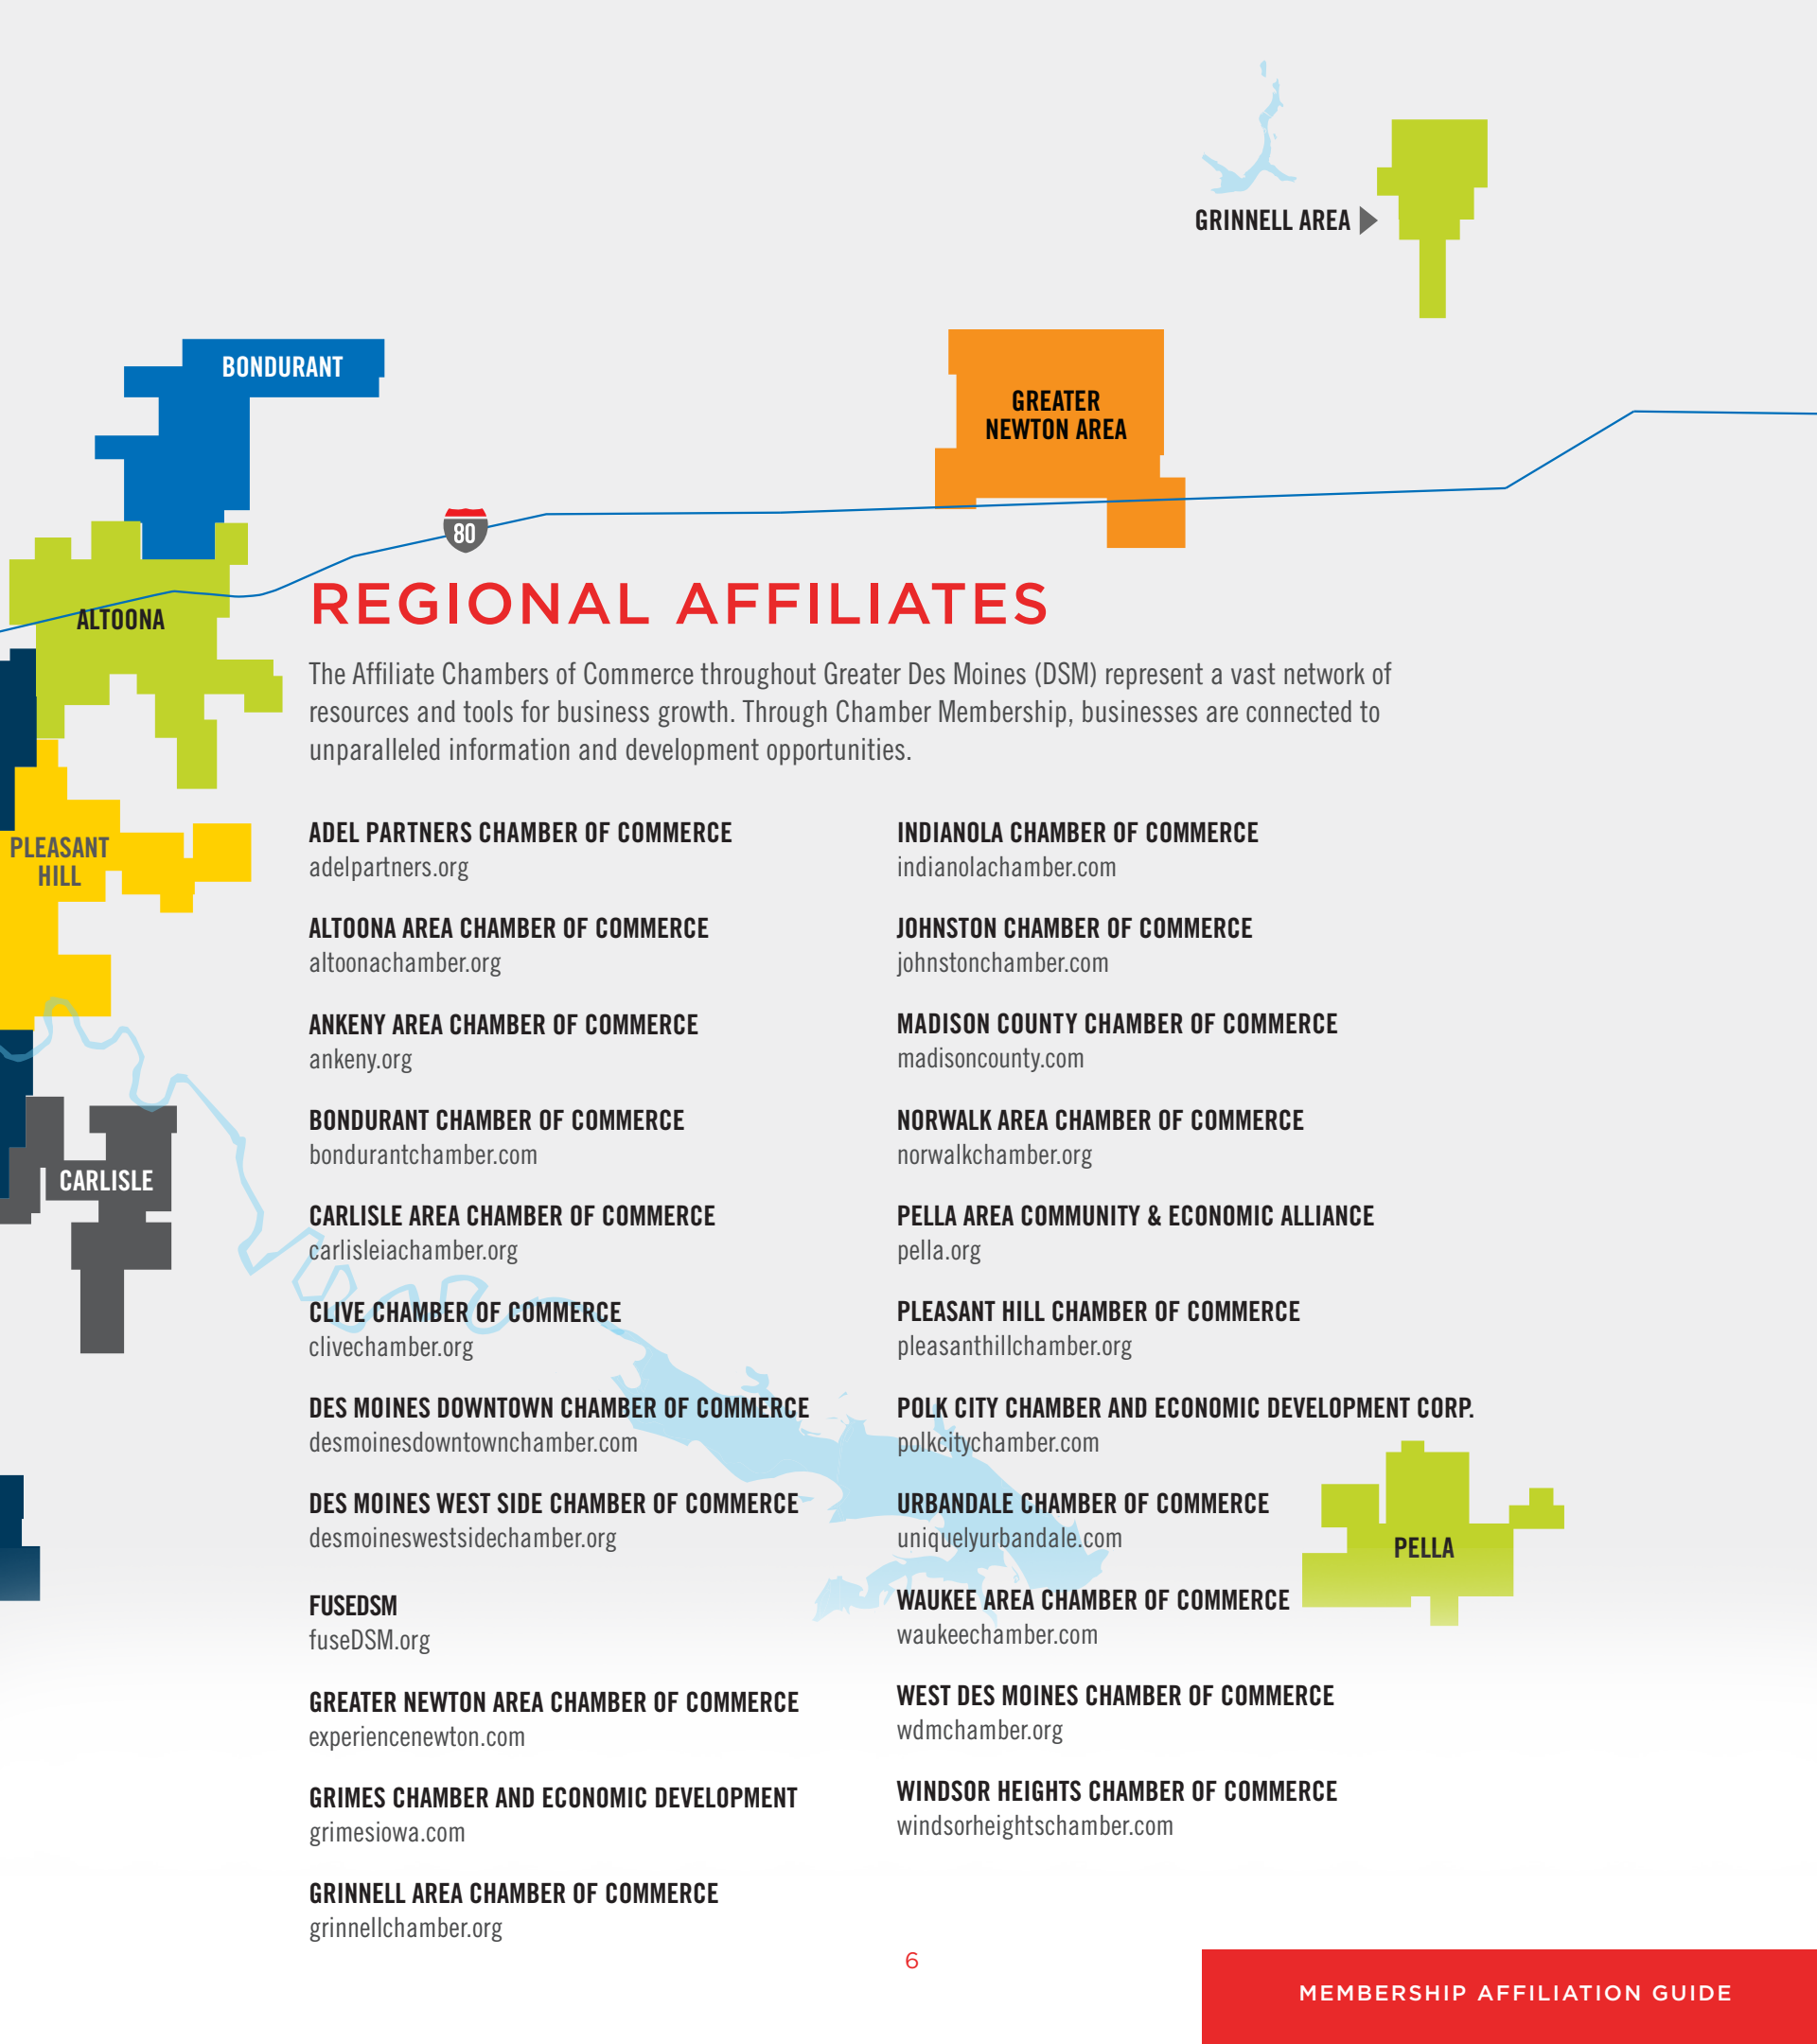 GRINNELL AREA
BONDURANT
GREATER
NEWTON AREA
80
ALTOONA
REGIONAL AFFILIATES
The Affiliate Chambers of Commerce throughout Greater Des Moines (DSM) represent a vast network of
resources and tools for business growth. Through Chamber Membership, businesses are connected to
unparalleled information and development opportunities.
PLEASANT
HILL
CARLISLE
ADEL PARTNERS CHAMBER OF COMMERCE
adelpartners.org
ALTOONA AREA CHAMBER OF COMMERCE
altoonachamber.org
ANKENY AREA CHAMBER OF COMMERCE
ankeny.org
BONDURANT CHAMBER OF COMMERCE
bondurantchamber.com
CARLISLE AREA CHAMBER OF COMMERCE
carlisleiachamber.org
CLIVE CHAMBER OF COMMERCE
clivechamber.org
DES MOINES DOWNTOWN CHAMBER OF COMMERCE
desmoinesdowntownchamber.com
DES MOINES WEST SIDE CHAMBER OF COMMERCE
desmoineswestsidechamber.org
FUSEDSM
fuseDSM.org
GREATER NEWTON AREA CHAMBER OF COMMERCE
experiencenewton.com
GRIMES CHAMBER AND ECONOMIC DEVELOPMENT
grimesiowa.com
GRINNELL AREA CHAMBER OF COMMERCE
grinnellchamber.org
INDIANOLA CHAMBER OF COMMERCE
indianolachamber.com
JOHNSTON CHAMBER OF COMMERCE
johnstonchamber.com
MADISON COUNTY CHAMBER OF COMMERCE
madisoncounty.com
NORWALK AREA CHAMBER OF COMMERCE
norwalkchamber.org
PELLA AREA COMMUNITY & ECONOMIC ALLIANCE
pella.org
PLEASANT HILL CHAMBER OF COMMERCE
pleasanthillchamber.org
POLK CITY CHAMBER AND ECONOMIC DEVELOPMENT CORP.
polkcitychamber.com
URBANDALE CHAMBER OF COMMERCE
uniquelyurbandale.com
WAUKEE AREA CHAMBER OF COMMERCE
waukeechamber.com
WEST DES MOINES CHAMBER OF COMMERCE
wdmchamber.org
WINDSOR HEIGHTS CHAMBER OF COMMERCE
windsorheightschamber.com
PELLA
6
MEMBERSHIP AFFILIATION GUIDE